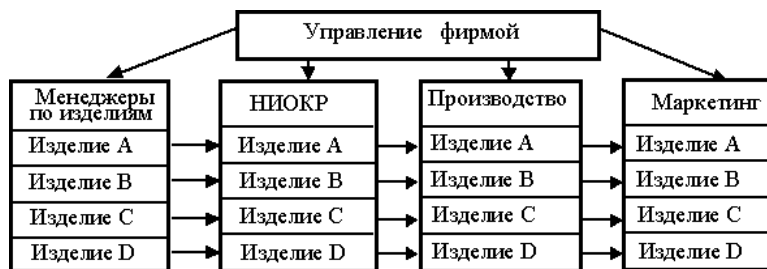 Управление фирмой
Менеджеры
по изделиям
НИОКР
Производство
Маркетинг
Изделие A
Изделие A
Изделие A
Изделие A
Изделие B
Изделие B
Изделие B
Изделие B
Изделие C
Изделие C
Изделие C
Изделие C
Изделие D
Изделие D
Изделие D
Изделие D